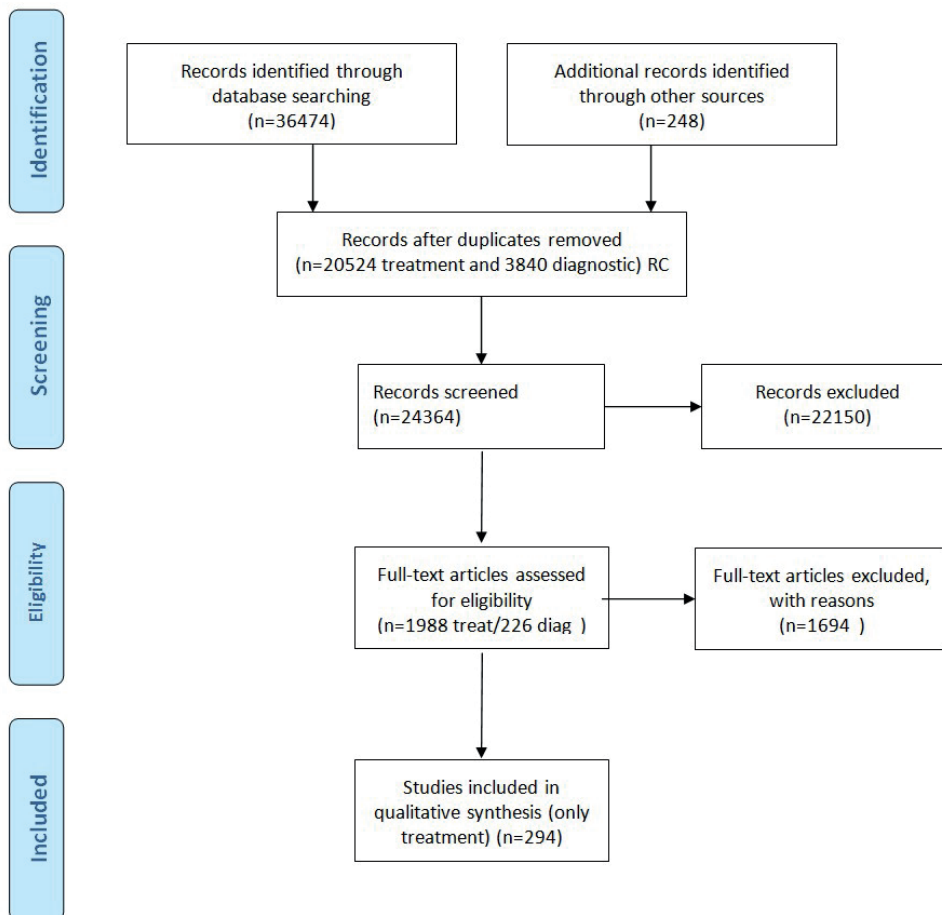 Identification
Records identified through
database searching
(n=36474)
Additional records identified
through other sources
(n=248)
Records after duplicates removed
(n=20524 treatment and 3840 diagnostic) RC
Screening
Records screened
(n=24364)
Records excluded
(n=22150)
Eligibility
Full-text articles assessed
for eligibility
(n=1988 treat/226 diag )
Full-text articles excluded,
with reasons
(n=1694 )
Included
Studies included in
qualitative synthesis (only
treatment) (n=294)